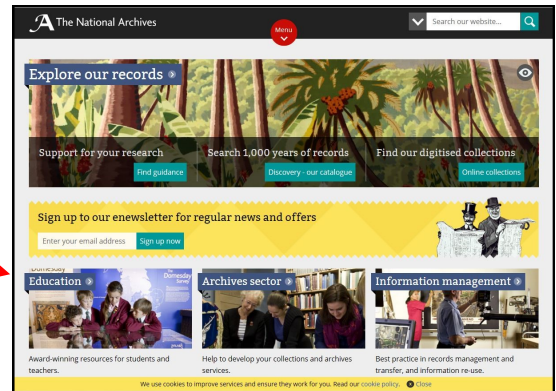 The National Archives
Menu
Search our website...
Explore our records
Support for your research
Search 1,000 years of records
Find our digitised collections
Find guidance
Discovery - our catalogue
Online collections
Sign up to our enewsletter for regular news and offers
Enter your email address
Sign up now
Domesday
Survey
Education
Archives sector
Information management
Award-winning resources for students and
teachers.
Help to develop your collections and archives
services.
Best practice in records management and
transfer, and information re-use.
We use cookies to improve services and ensure they work for you. Read our cookie policy. Close